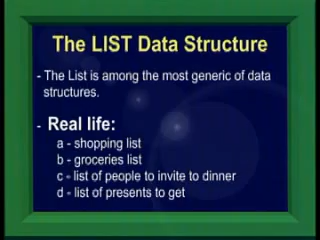 The LIST Data Structure
- The List is among the most generic of data
structures.
- Real life:
a - shopping list
b - groceries list
c - list of people to invite to dinner
d - list of presents to get